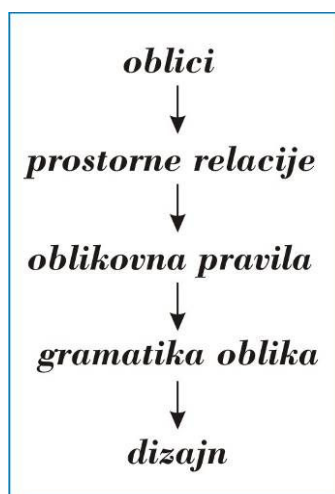 oblici
prostorne relacije
oblikovna pravila
gramatika oblika
dizajn